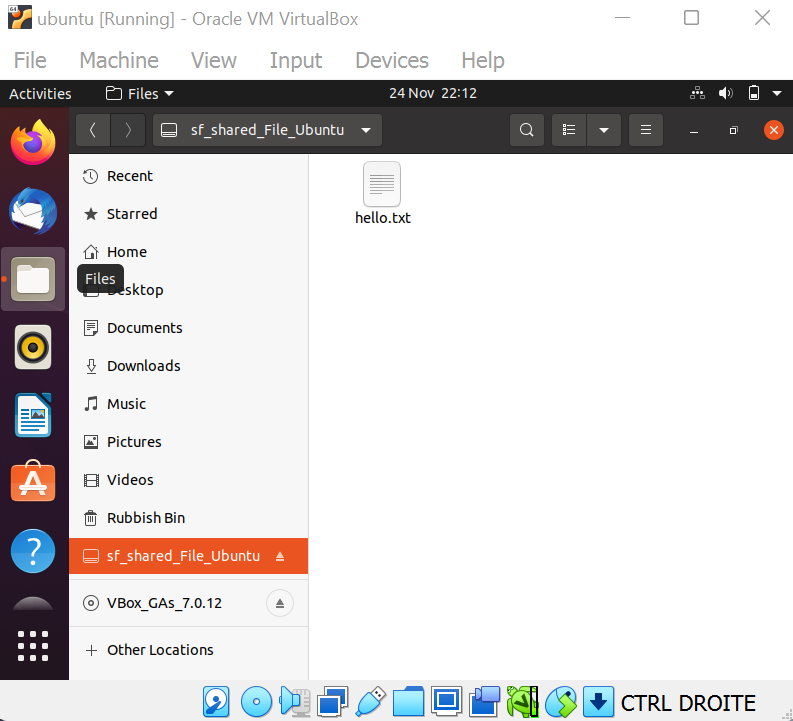 ubuntu [Running] - Oracle VM VirtualBox
File Machine View Input Devices Help
Activities Files 24 Nov 22:12
sf_shared_File_Ubuntu
Recent
Starred
Home
Files
Desktop
Documents
Downloads
Music
Pictures
Videos
Rubbish Bin
sf_shared_File_Ubuntu
VBox_GAs_7.0.12
Other Locations
hello.txt
CTRL DROITE